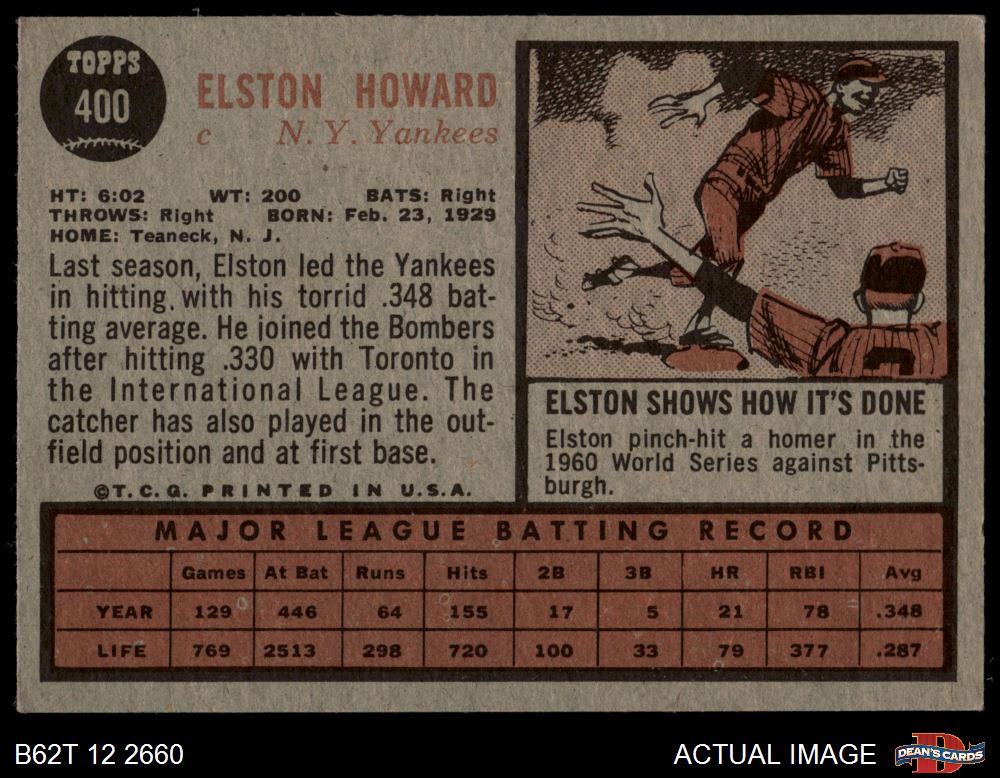 TOPPS
400
ELSTON HOWARD
c N. Y. Yankees
HT: 6:02 WT: 200 BATS: Right
THROWS: Right BORN: Feb. 23, 1929
HOME: Teaneck, N. J.
Last season, Elston led the Yankees
in hitting with his torrid .348 bat-
ting average. He joined the Bombers
after hitting .330 with Toronto in
the International League. The
catcher has also played in the out-
field position and at first base.
©T. C. G. PRINTED IN U.S.A.
ELSTON SHOWS HOW IT'S DONE
Elston pinch-hit a homer in the
1960 World Series against Pitts-
burgh.
MAJOR LEAGUE BATTING RECORD
Games At Bat Runs Hits 2B 3B HR RBI Avg
YEAR 129 446 64 155 17 5 21 78 .348
LIFE 769 2513 298 720 100 33 79 377 .287
B62T 12 2660
ACTUAL IMAGE
DEAN'S CARDS